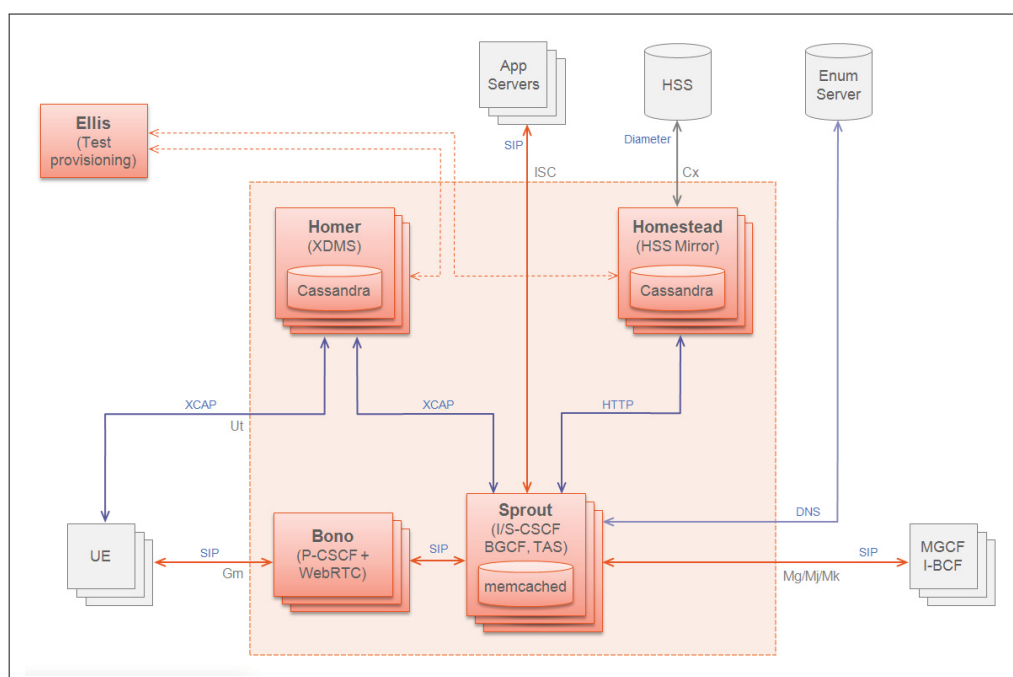 App
Servers
HSS
Enum
Server
Ellis
(Test
provisioning)
SIP
Diameter
ISC
Cx
Homer
(XDMS)
Cassandra
Homestead
(HSS Mirror)
Cassandra
XCAP
XCAP
HTTP
Ut
Sprout
(I/S-CSCF
BGCF, TAS)
memcached
DNS
UE
SIP
Gm
Bono
(P-CSCF +
WebRTC)
SIP
SIP
Mg/Mj/Mk
MGCF
I-BCF